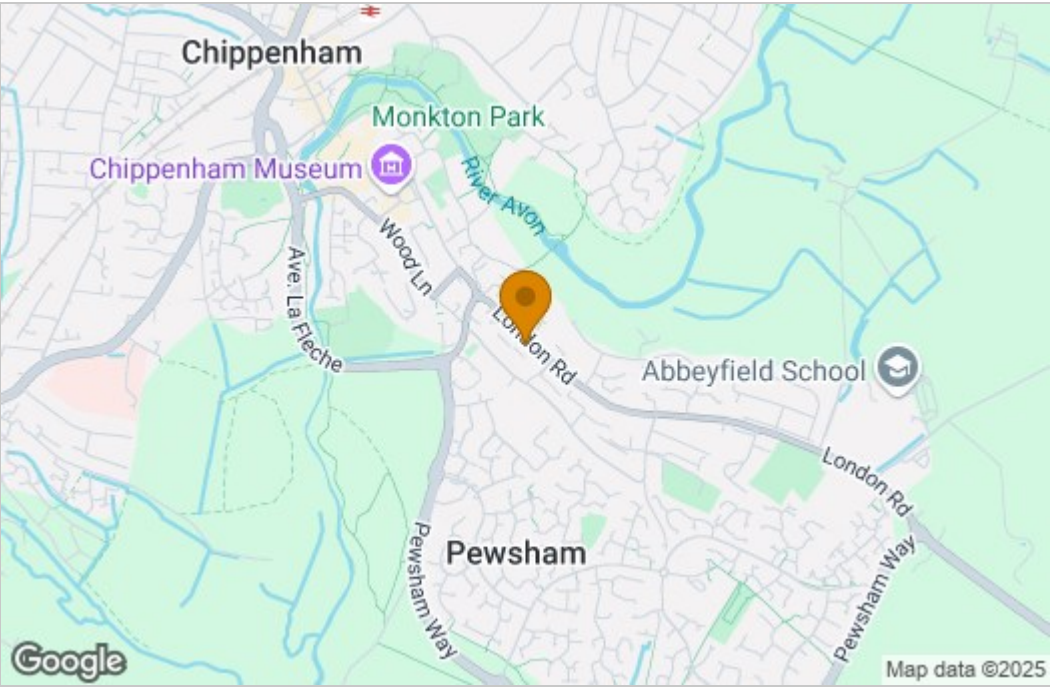 Chippenham
Monkton Park
Chippenham Museum
River Avon
Wood Ln
Ave. La Fleche
London Rd
Abbeyfield School
London Rd
Pewsham
Pewsham Way
Pewsham Way
Google
Map data ©2025